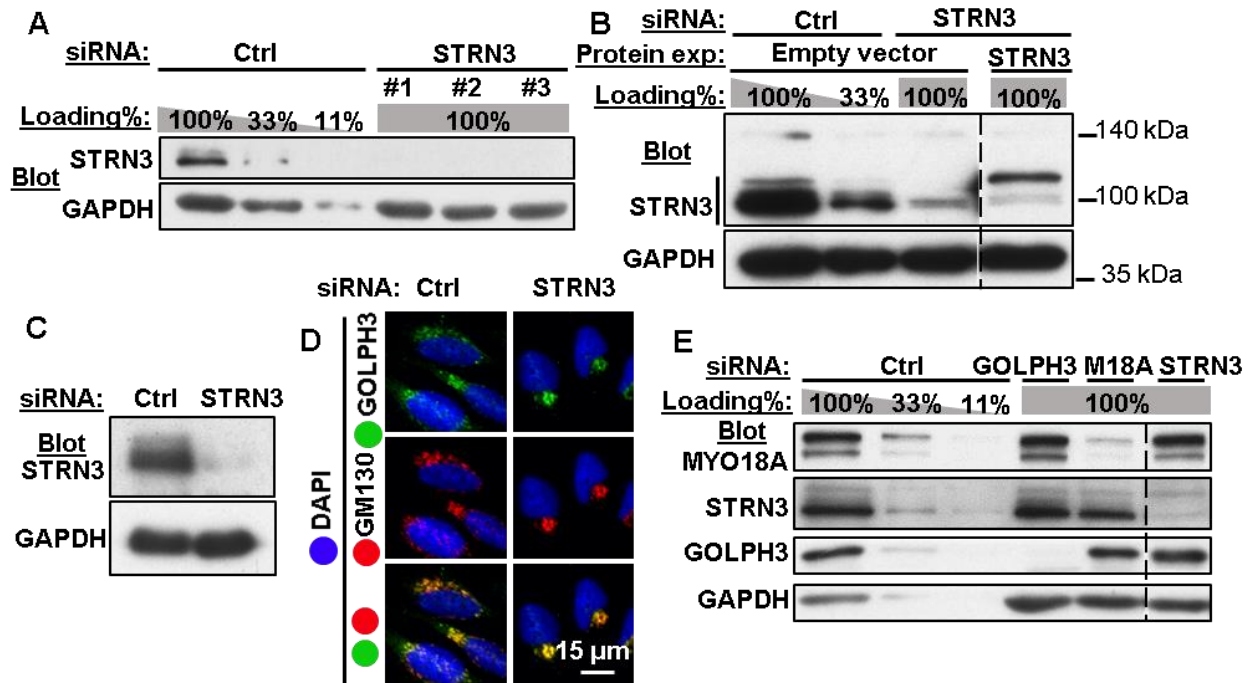 A
siRNA: Ctrl STRN3
#1 #2 #3
Loading%: 100% 33% 11% 100%
Blot
STRN3
GAPDH
B
siRNA: Ctrl STRN3
Protein exp: Empty vector STRN3
Loading%: 100% 33% 100% 100%
Blot
STRN3
GAPDH
140 kDa
100 kDa
35 kDa
C
siRNA: Ctrl STRN3
Blot
STRN3
GAPDH
D
siRNA: Ctrl STRN3
DAPI
GM130 GOLPH3
15 µm
E
siRNA: Ctrl GOLPH3 M18A STRN3
Loading%: 100% 33% 11% 100%
Blot
MYO18A
STRN3
GOLPH3
GAPDH